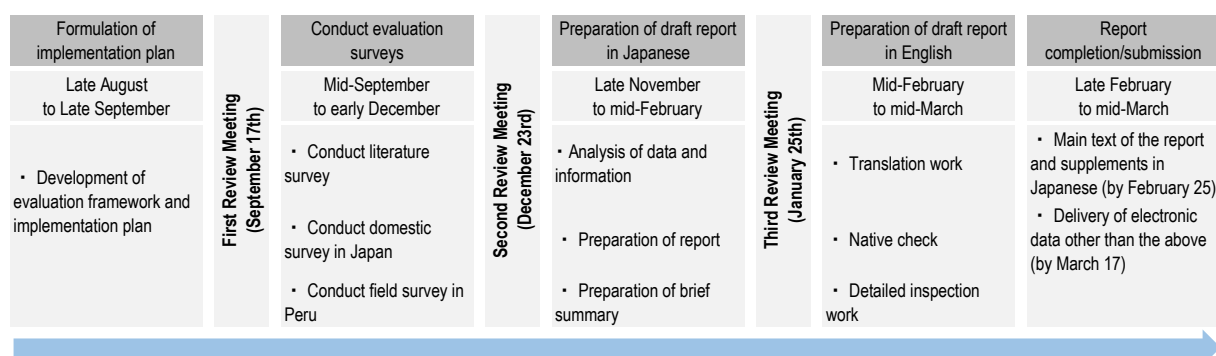 Formulation of
implementation plan
Late August
to Late September
・ Development of
evaluation framework and
implementation plan
First Review Meeting
(September 17th)
Conduct evaluation
surveys
Mid-September
to early December
・ Conduct literature
survey
・ Conduct domestic
survey in Japan
・ Conduct field survey in
Peru
Second Review Meeting
(December 23rd)
Preparation of draft report
in Japanese
Late November
to mid-February
・Analysis of data and
information
・ Preparation of report
・ Preparation of brief
summary
Third Review Meeting
(January 25th)
Preparation of draft report
in English
Mid-February
to mid-March
・ Translation work
・ Native check
・ Detailed inspection
work
Report
completion/submission
Late February
to mid-March
・ Main text of the report
and supplements in
Japanese (by February 25)
・ Delivery of electronic
data other than the above
(by March 17)